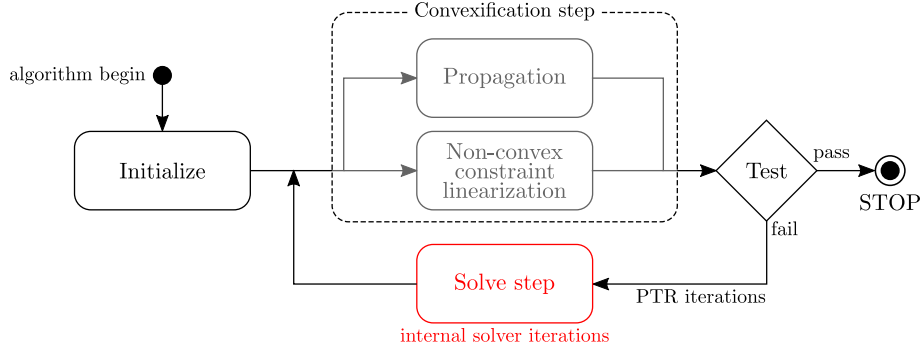 Convexification step
algorithm begin
Propagation
Initialize
Non-convex
constraint
linearization
Test
pass
STOP
fail
Solve step
PTR iterations
internal solver iterations